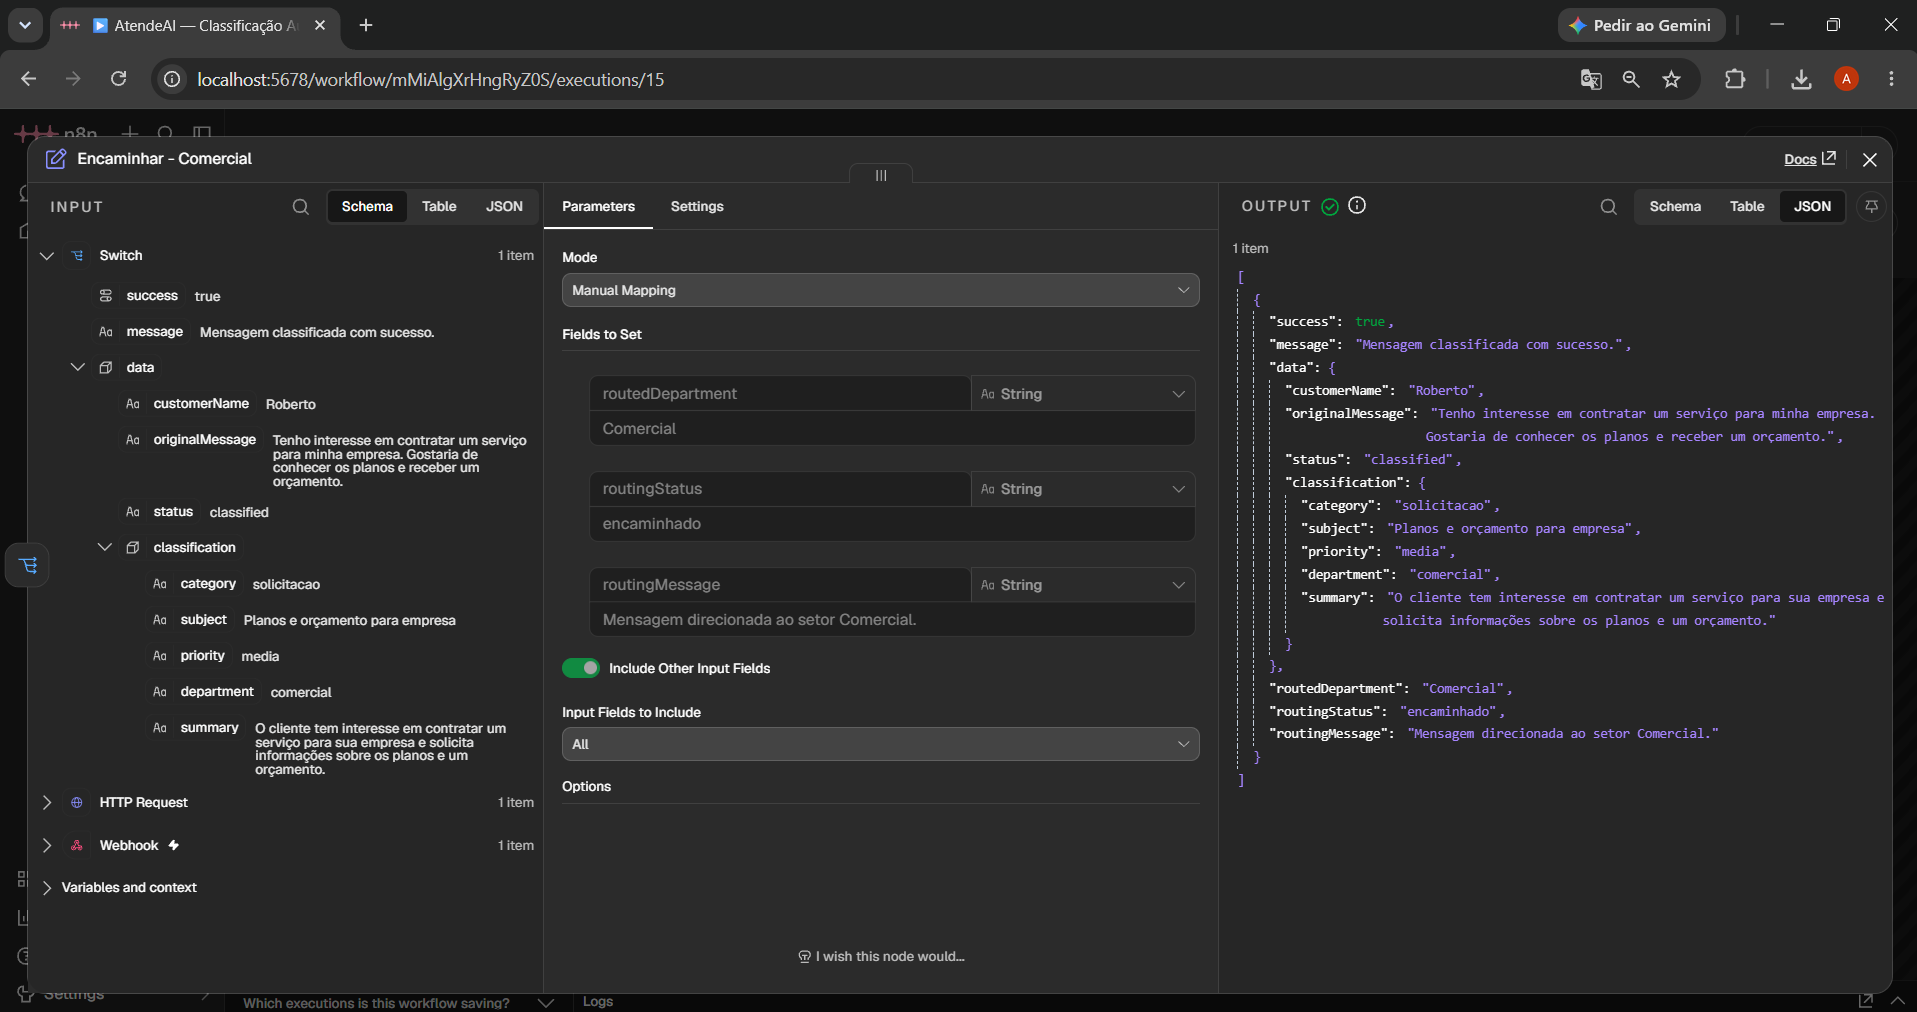 AtendeAI — Classificação A
Pedir ao Gemini
localhost:5678/workflow/mMiAlgXrHngRyZ0S/executions/15
A
n8n
Encaminhar - Comercial
Docs
INPUT
Schema
Table
JSON
Switch
1 item
success true
message Mensagem classificada com sucesso.
data
customerName Roberto
originalMessage Tenho interesse em contratar um serviço
para minha empresa. Gostaria de
conhecer os planos e receber um
orçamento.
status classified
classification
category solicitacao
subject Planos e orçamento para empresa
priority media
department comercial
summary O cliente tem interesse em contratar um
serviço para sua empresa e solicita
informações sobre os planos e um
orçamento.
HTTP Request
1 item
Webhook
1 item
Variables and context
Parameters
Settings
Mode
Manual Mapping
Fields to Set
routedDepartment
Aa String
Comercial
routingStatus
Aa String
encaminhado
routingMessage
Aa String
Mensagem direcionada ao setor Comercial.
Include Other Input Fields
Input Fields to Include
All
Options
I wish this node would...
OUTPUT
Schema
Table
JSON
1 item
[
{
"success": true,
"message": "Mensagem classificada com sucesso.",
"data": {
"customerName": "Roberto",
"originalMessage": "Tenho interesse em contratar um serviço para minha empresa.
Gostaria de conhecer os planos e receber um orçamento.",
"status": "classified",
"classification": {
"category": "solicitacao",
"subject": "Planos e orçamento para empresa",
"priority": "media",
"department": "comercial",
"summary": "O cliente tem interesse em contratar um serviço para sua empresa e
solicita informações sobre os planos e um orçamento."
}
},
"routedDepartment": "Comercial",
"routingStatus": "encaminhado",
"routingMessage": "Mensagem direcionada ao setor Comercial."
}
]
Settings
Which executions is this workflow saving?
Logs